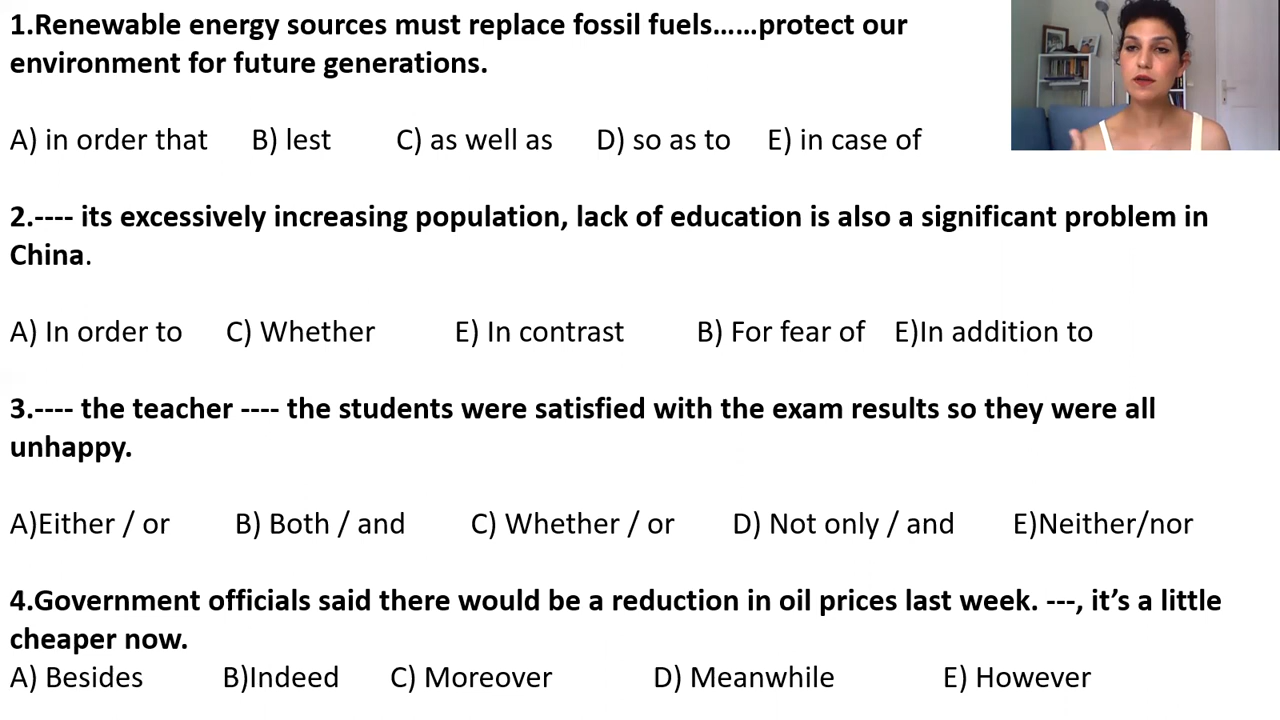 1.Renewable energy sources must replace fossil fuels……protect our
environment for future generations.
A) in order that B) lest C) as well as D) so as to E) in case of
2.---- its excessively increasing population, lack of education is also a significant problem in
China.
A) In order to C) Whether E) In contrast B) For fear of E)In addition to
3.---- the teacher ---- the students were satisfied with the exam results so they were all
unhappy.
A)Either / or B) Both / and C) Whether / or D) Not only / and E)Neither/nor
4.Government officials said there would be a reduction in oil prices last week. ---, it’s a little
cheaper now.
A) Besides B)Indeed C) Moreover D) Meanwhile E) However